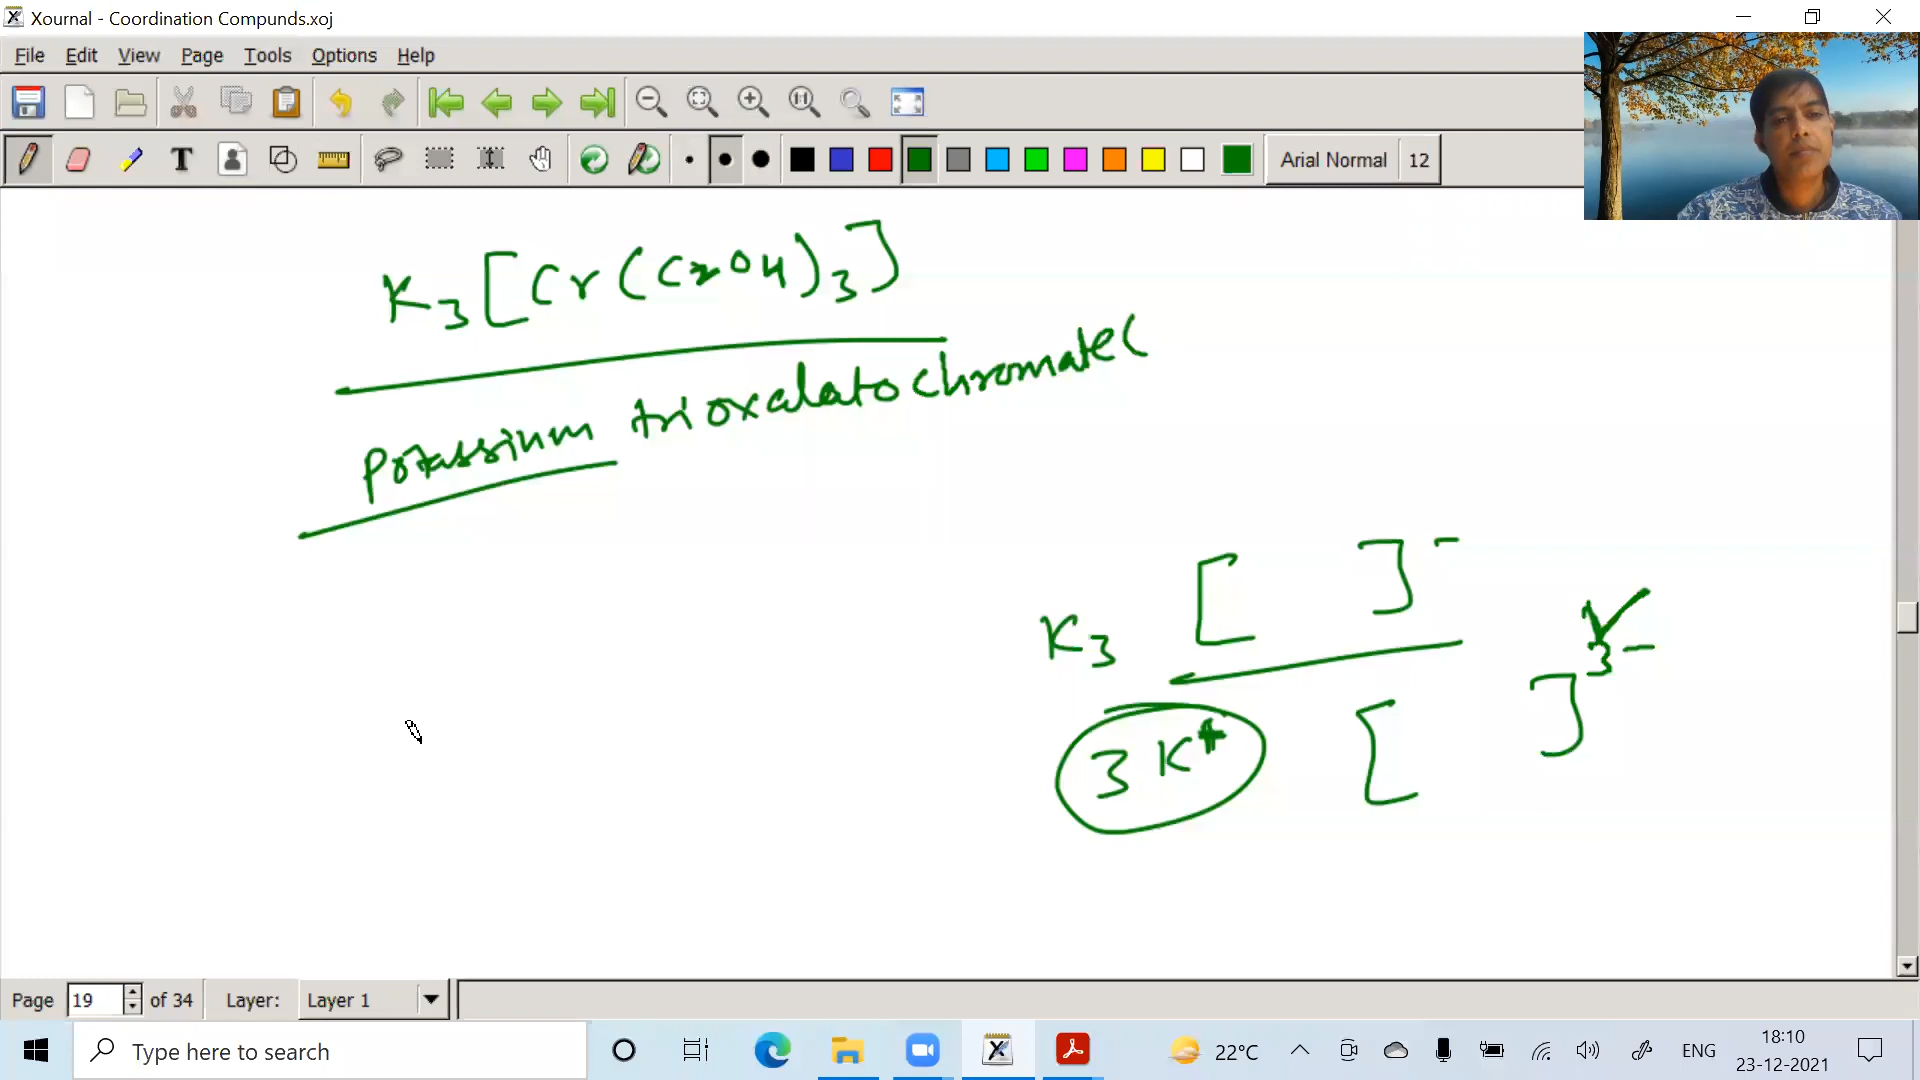 Xournal - Coordination Compunds.xoj
File Edit View Page Tools Options Help
Arial Normal 12
K3[Cr(C2O4)3]
Potassium trioxalatochromate(
K3 [ ]-
3K+ [ ]3-
Page 19 of 34 Layer: Layer 1
Type here to search
22°C
ENG
18:10
23-12-2021